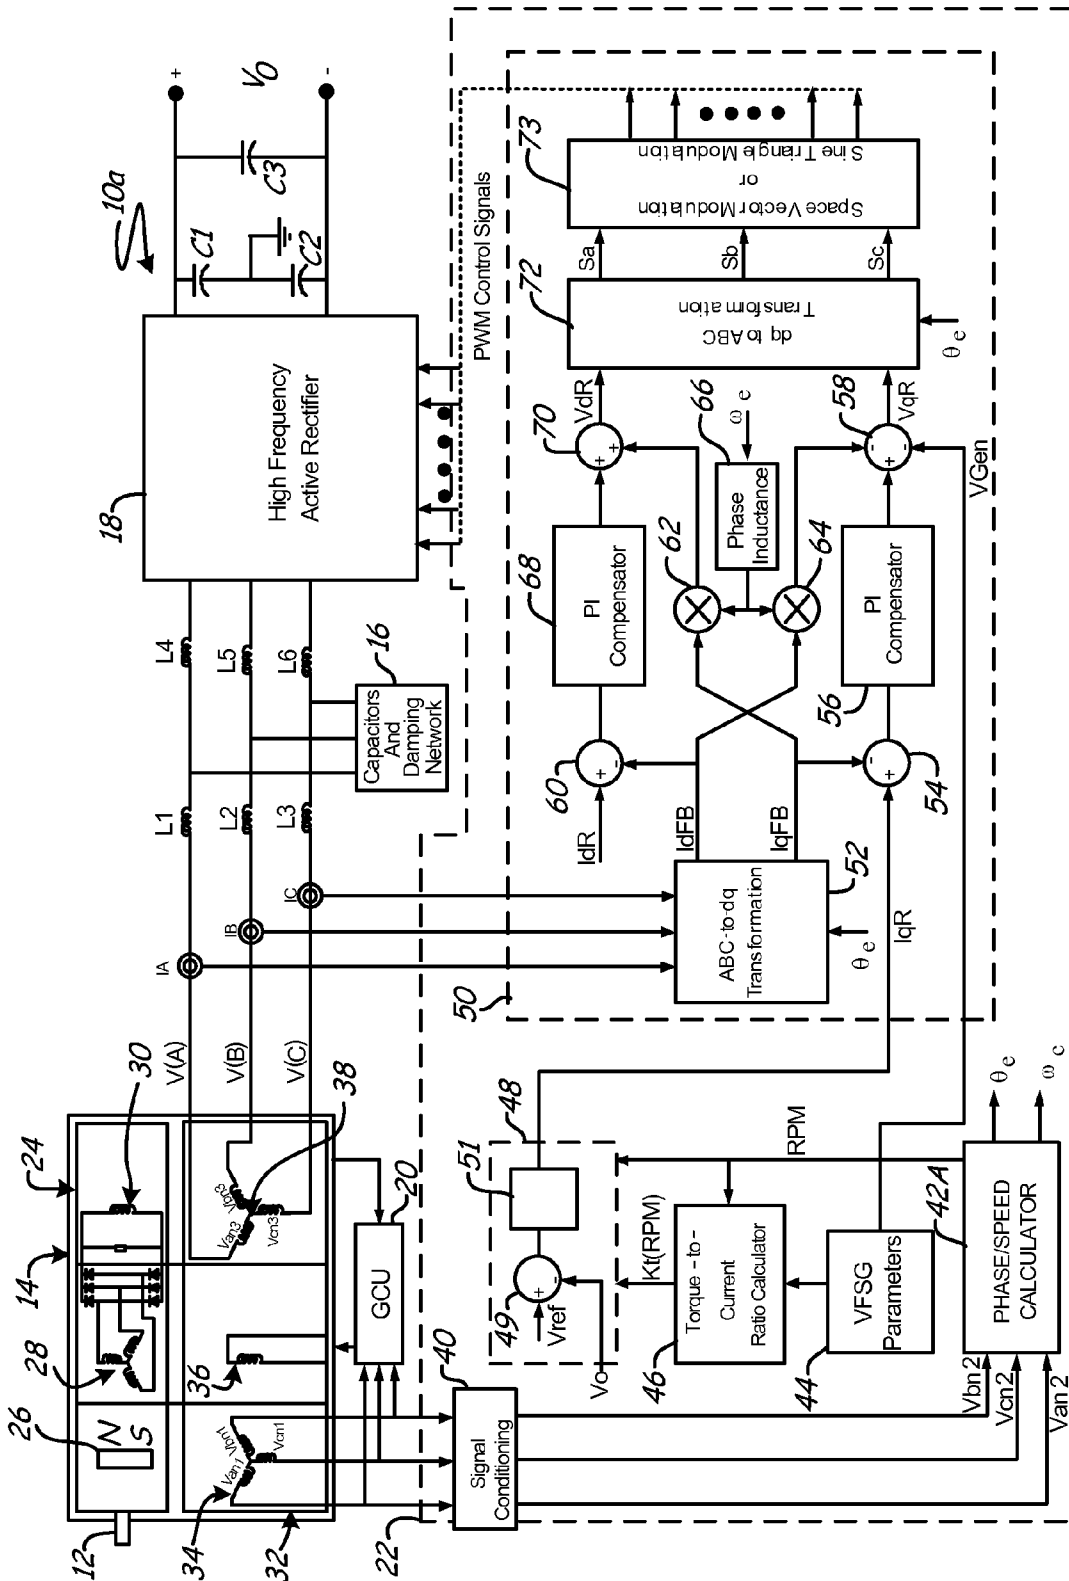 10a
+
V0
-
C1
C2
C3
18
High Frequency
Active Rectifier
PWM Control Signals
L4
L5
L6
16
Capacitors
And
Damping
Network
L1
L2
L3
IA
IB
IC
V(A)
V(B)
V(C)
30
38
24
14
28
26
N
S
12
Vbn3
Van3
Vcn3
36
20
GCU
34
Vbn1
Van1
Vcn1
32
22
40
Signal
Conditioning
48
51
49
+
-
Vref
Vo
Kt(RPM)
RPM
46
Torque -to-
Current
Ratio Calculator
44
VFSG
Parameters
42A
PHASE/SPEED
CALCULATOR
θ e
ω e
Vbn2
Vcn2
Van2
50
52
ABC-to-dq
Transformation
θ e
IqR
IdFB
IqFB
IdR
60
+
-
54
+
-
68
PI
Compensator
56
PI
Compensator
62
64
66
Phase
Inductance
ω e
70
+
+
58
-
+
-
VdR
VqR
VGen
72
dq to ABC
Transformation
θ e
Sa
Sb
Sc
73
Space Vector Modulation
or
Sine Triangle Modulation